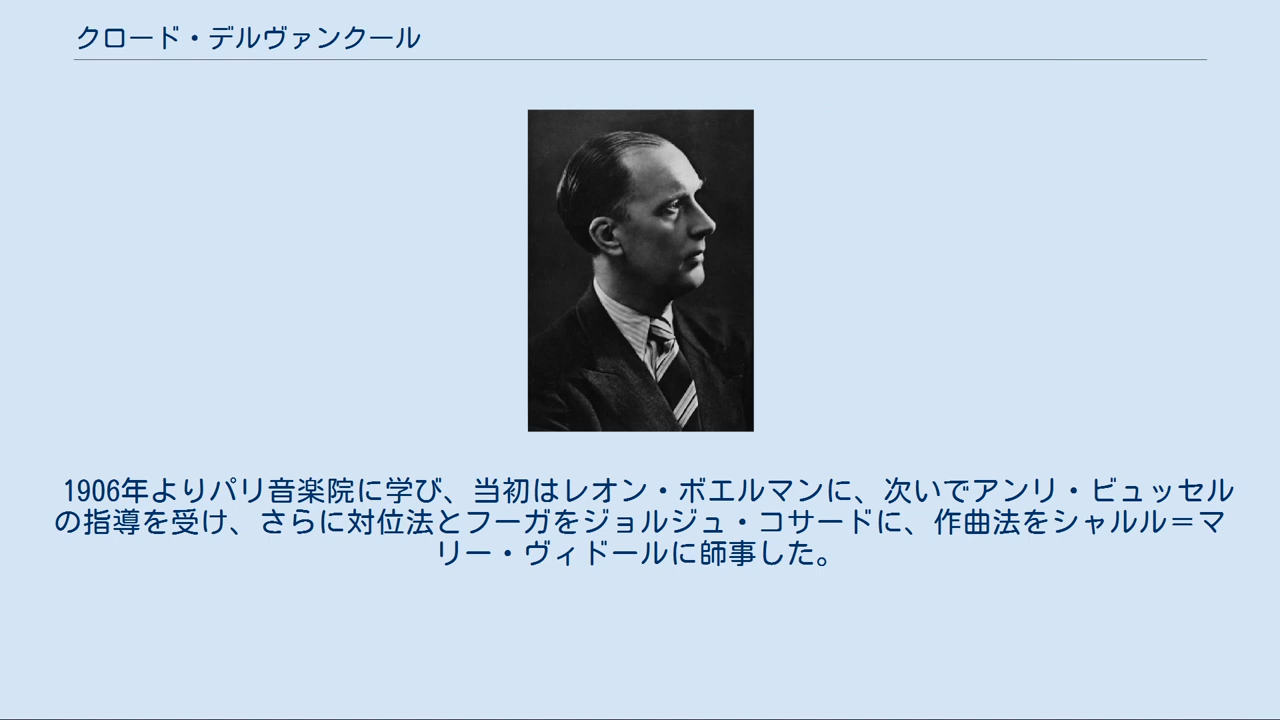 クロード・デルヴァンクール
1906年よりパリ音楽院に学び、当初はレオン・ボエルマンに、次いでアンリ・ビュッセル
の指導を受け、さらに対位法とフーガをジョルジュ・コサードに、作曲法をシャルル＝マ
リー・ヴィドールに師事した。